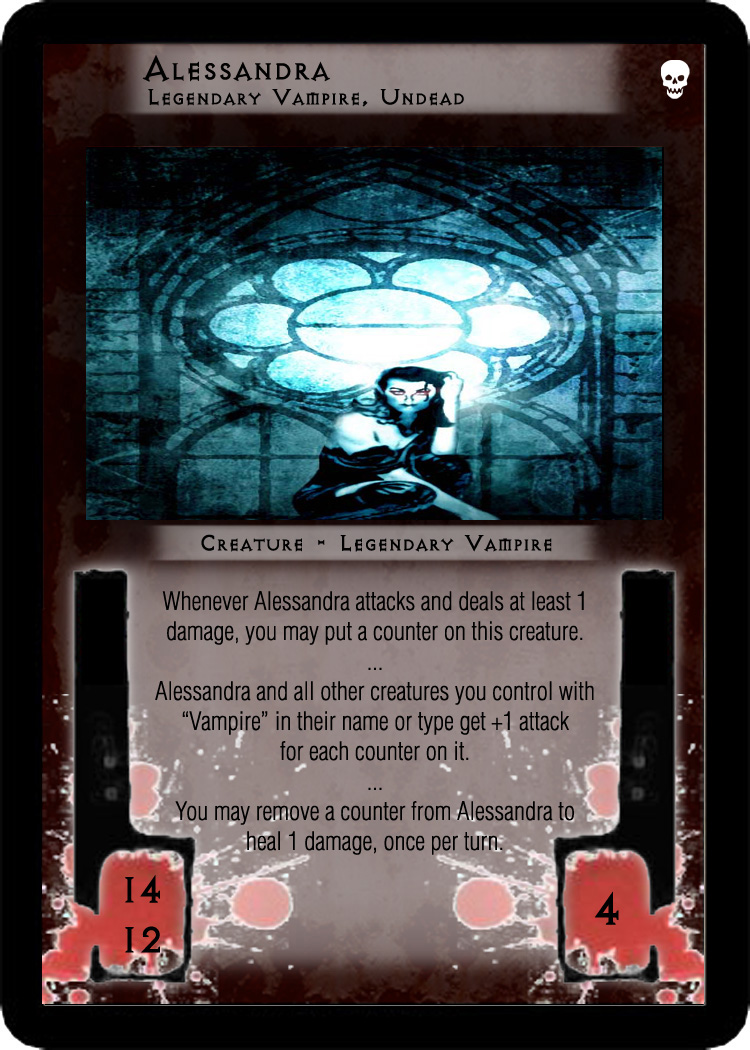 Alessandra
Legendary Vampire, Undead
Creature - Legendary Vampire
Whenever Alessandra attacks and deals at least 1
damage, you may put a counter on this creature.
...
Alessandra and all other creatures you control with
“Vampire” in their name or type get +1 attack
for each counter on it.
...
You may remove a counter from Alessandra to
heal 1 damage, once per turn.
14
12
4